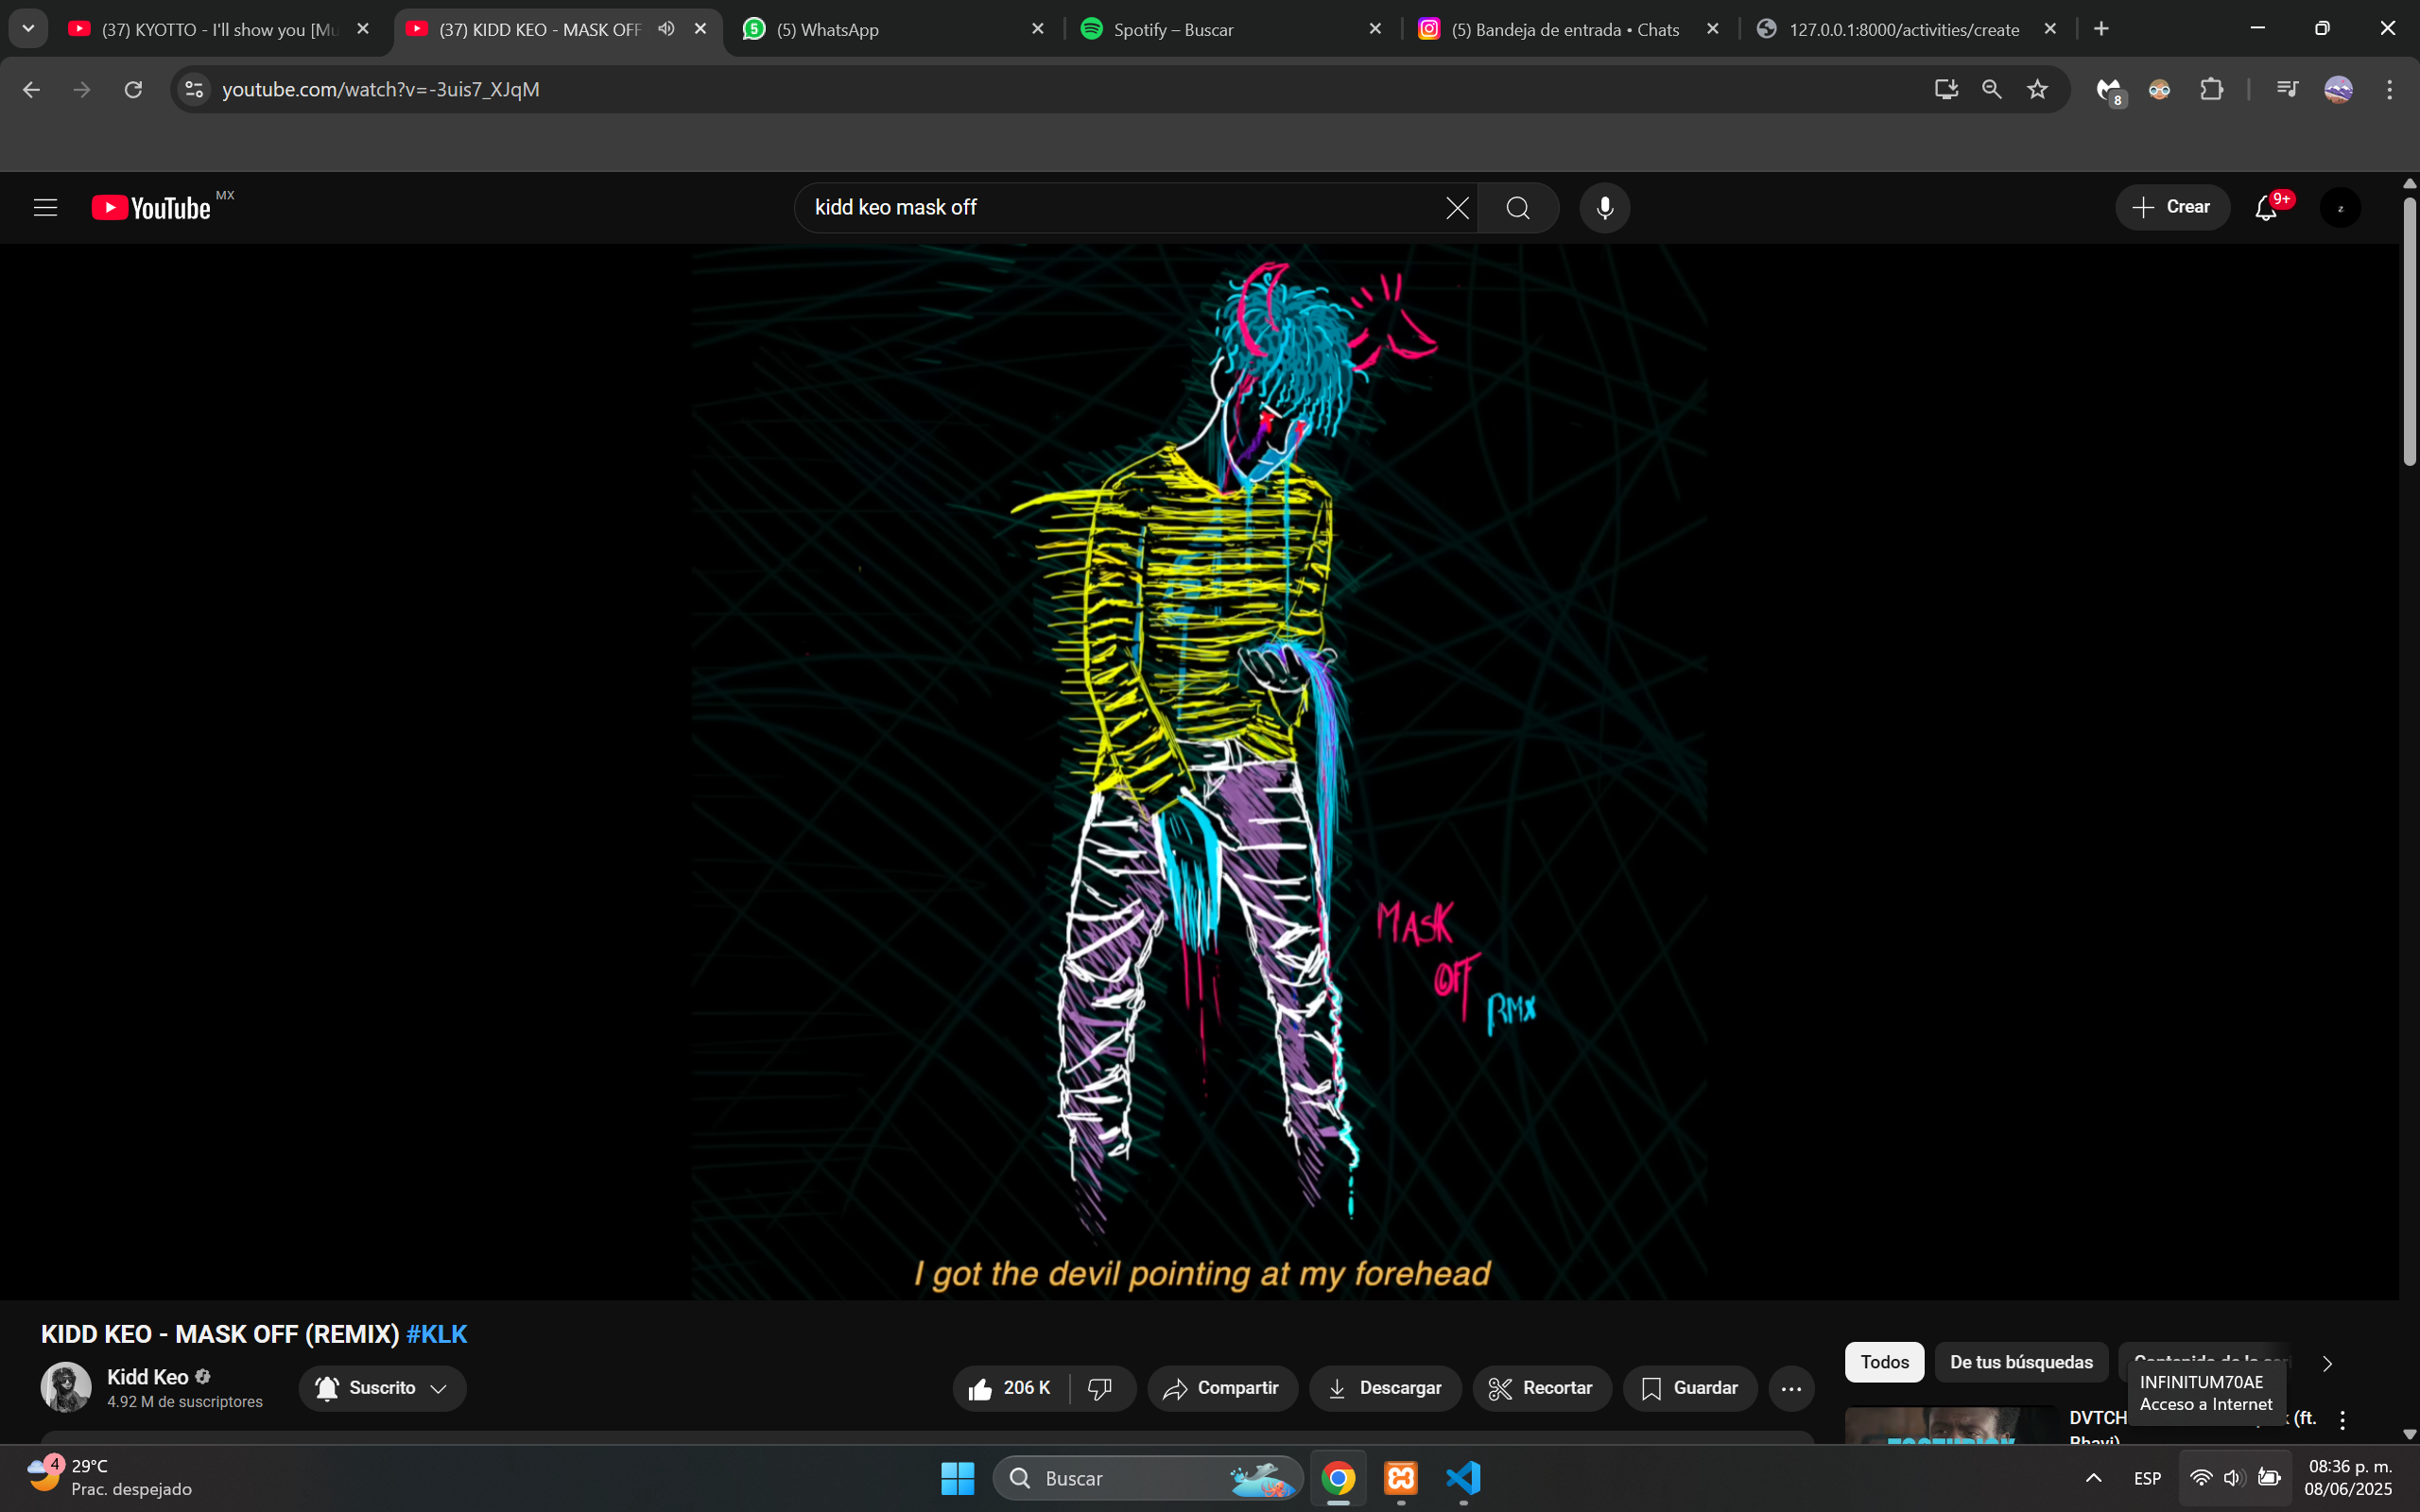 (37) KYOTTO - I'll show you [Mu
(37) KIDD KEO - MASK OFF
(5) WhatsApp
Spotify – Buscar
(5) Bandeja de entrada • Chats
127.0.0.1:8000/activities/create
youtube.com/watch?v=-3uis7_XJqM
8
YouTube MX
kidd keo mask off
Crear
9+
z
MASK
OFF
RMX
I got the devil pointing at my forehead
KIDD KEO - MASK OFF (REMIX) #KLK
Kidd Keo
4.92 M de suscriptores
Suscrito
206 K
Compartir
Descargar
Recortar
Guardar
Todos
De tus búsquedas
INFINITUM70AE
Acceso a Internet
DVTCH
(ft.
4
29°C
Prac. despejado
Buscar
ESP
08:36 p. m.
08/06/2025